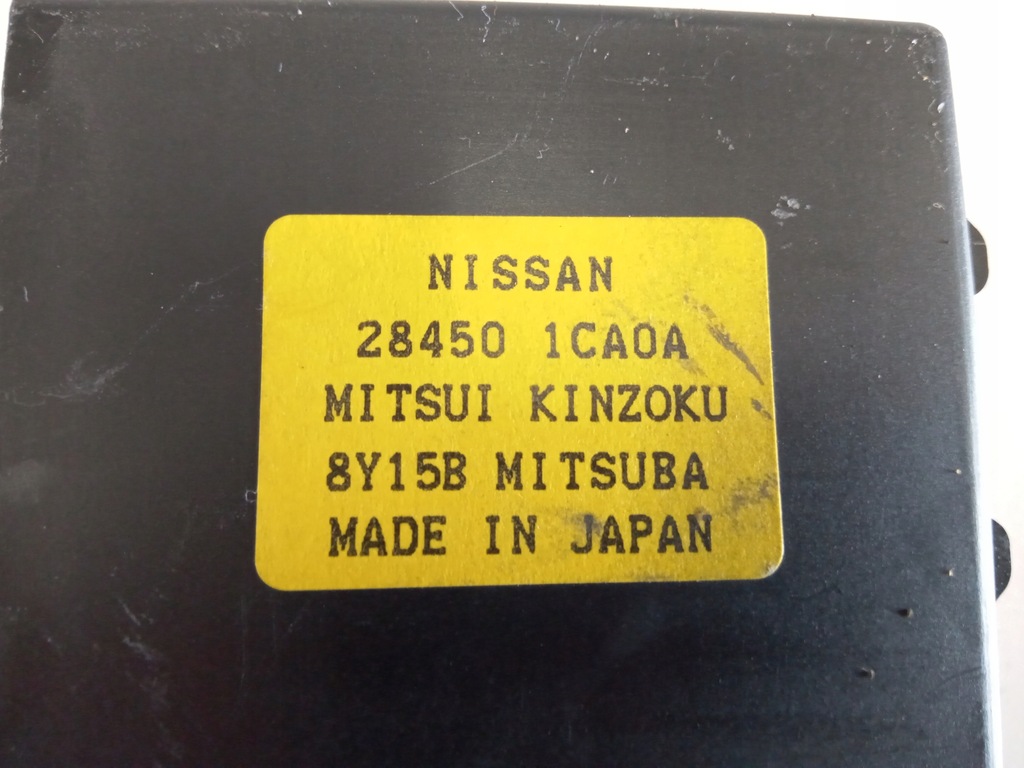 NISSAN
28450 1CA0A
MITSUI KINZOKU
8Y15B MITSUBA
MADE IN JAPAN